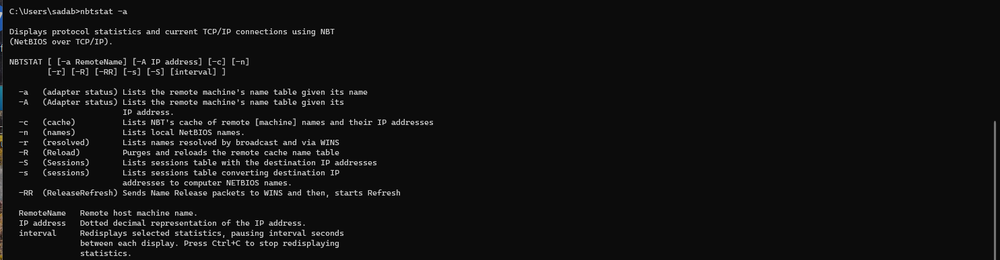 C:\Users\sadab>nbtstat -a
Displays protocol statistics and current TCP/IP connections using NBT
(NetBIOS over TCP/IP).
NBTSTAT [ [-a RemoteName] [-A IP address] [-c] [-n]
        [-r] [-R] [-RR] [-s] [-S] [interval] ]
  -a   (adapter status) Lists the remote machine's name table given its name
  -A   (Adapter status) Lists the remote machine's name table given its
                        IP address.
  -c   (cache)          Lists NBT's cache of remote [machine] names and their IP addresses
  -n   (names)          Lists local NetBIOS names.
  -r   (resolved)       Lists names resolved by broadcast and via WINS
  -R   (Reload)         Purges and reloads the remote cache name table
  -S   (Sessions)       Lists sessions table with the destination IP addresses
  -s   (sessions)       Lists sessions table converting destination IP
                        addresses to computer NETBIOS names.
  -RR  (ReleaseRefresh) Sends Name Release packets to WINS and then, starts Refresh
  RemoteName   Remote host machine name.
  IP address   Dotted decimal representation of the IP address.
  interval     Redisplays selected statistics, pausing interval seconds
               between each display. Press Ctrl+C to stop redisplaying
               statistics.